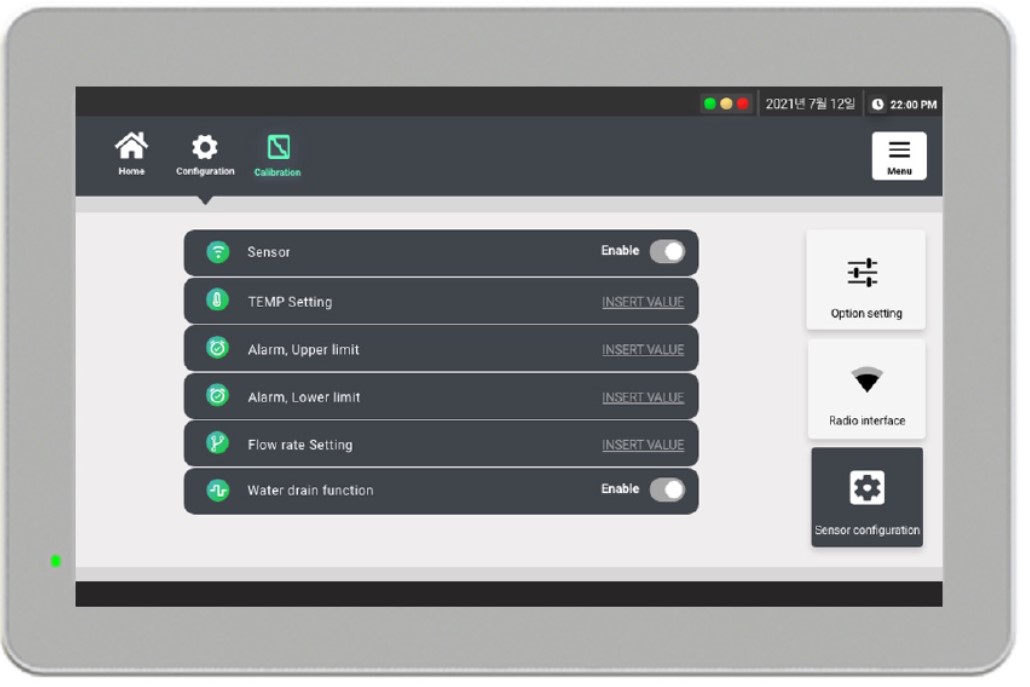 2021년 7월 12일 22:00 PM
Home Configuration Calibration Menu
Sensor Enable
TEMP Setting INSERT VALUE
Alarm, Upper limit INSERT VALUE
Alarm, Lower limit INSERT VALUE
Flow rate Setting INSERT VALUE
Water drain function Enable
Option setting
Radio interface
Sensor configuration